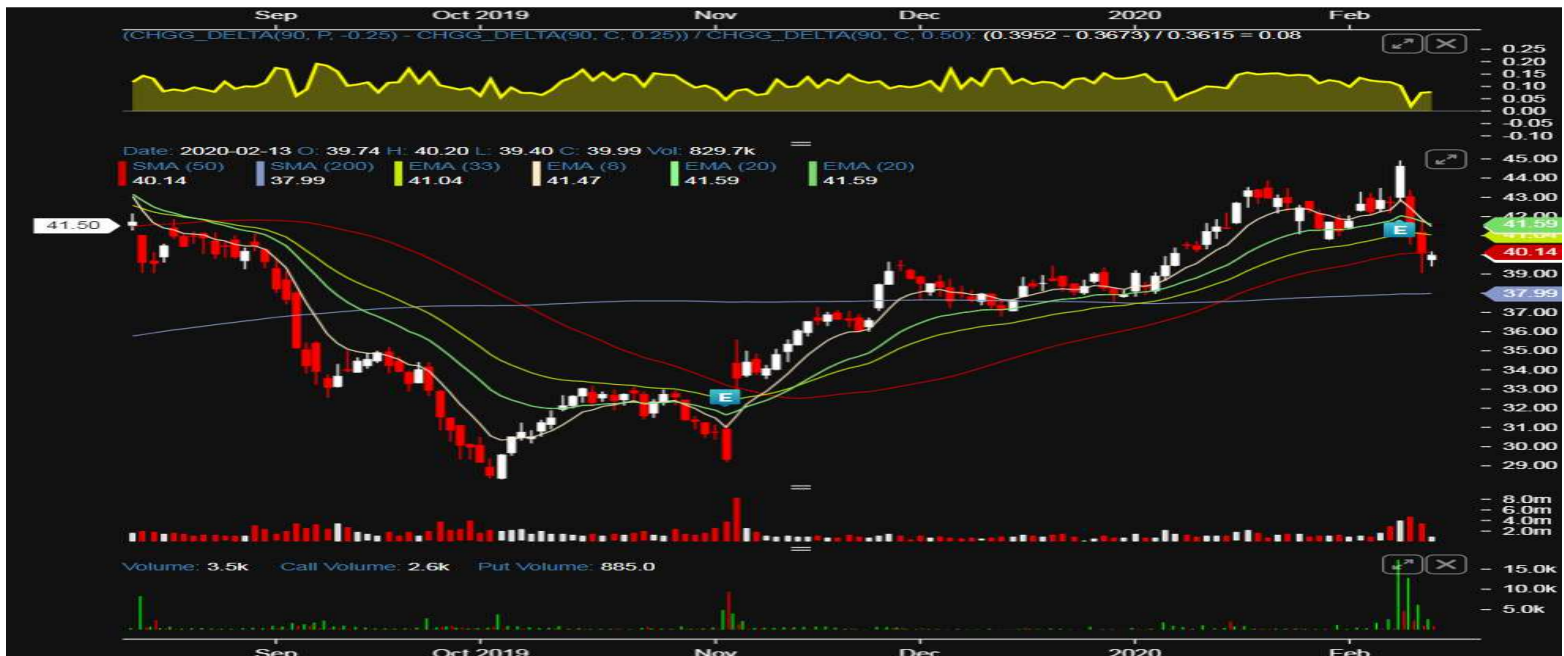 Sep Oct 2019 Nov Dec 2020 Feb
(CHGG_DELTA(90, P, -0.25) - CHGG_DELTA(90, C, 0.25)) / CHGG_DELTA(90, C, 0.50): (0.3952 - 0.3673) / 0.3615 = 0.08
0.25
0.20
0.15
0.10
0.05
0.00
-0.05
-0.10
Date: 2020-02-13 O: 39.74 H: 40.20 L: 39.40 C: 39.99 Vol: 829.7k
SMA (50) SMA (200) EMA (33) EMA (8) EMA (20) EMA (20)
40.14 37.99 41.04 41.47 41.59 41.59
45.00
44.00
43.00
42.00
41.50
41.59
41.04
E
40.14
39.00
37.99
37.00
36.00
35.00
34.00
33.00
E
32.00
31.00
30.00
29.00
8.0m
6.0m
4.0m
2.0m
Volume: 3.5k Call Volume: 2.6k Put Volume: 885.0
15.0k
10.0k
5.0k
Sep Oct 2019 Nov Dec 2020 Feb